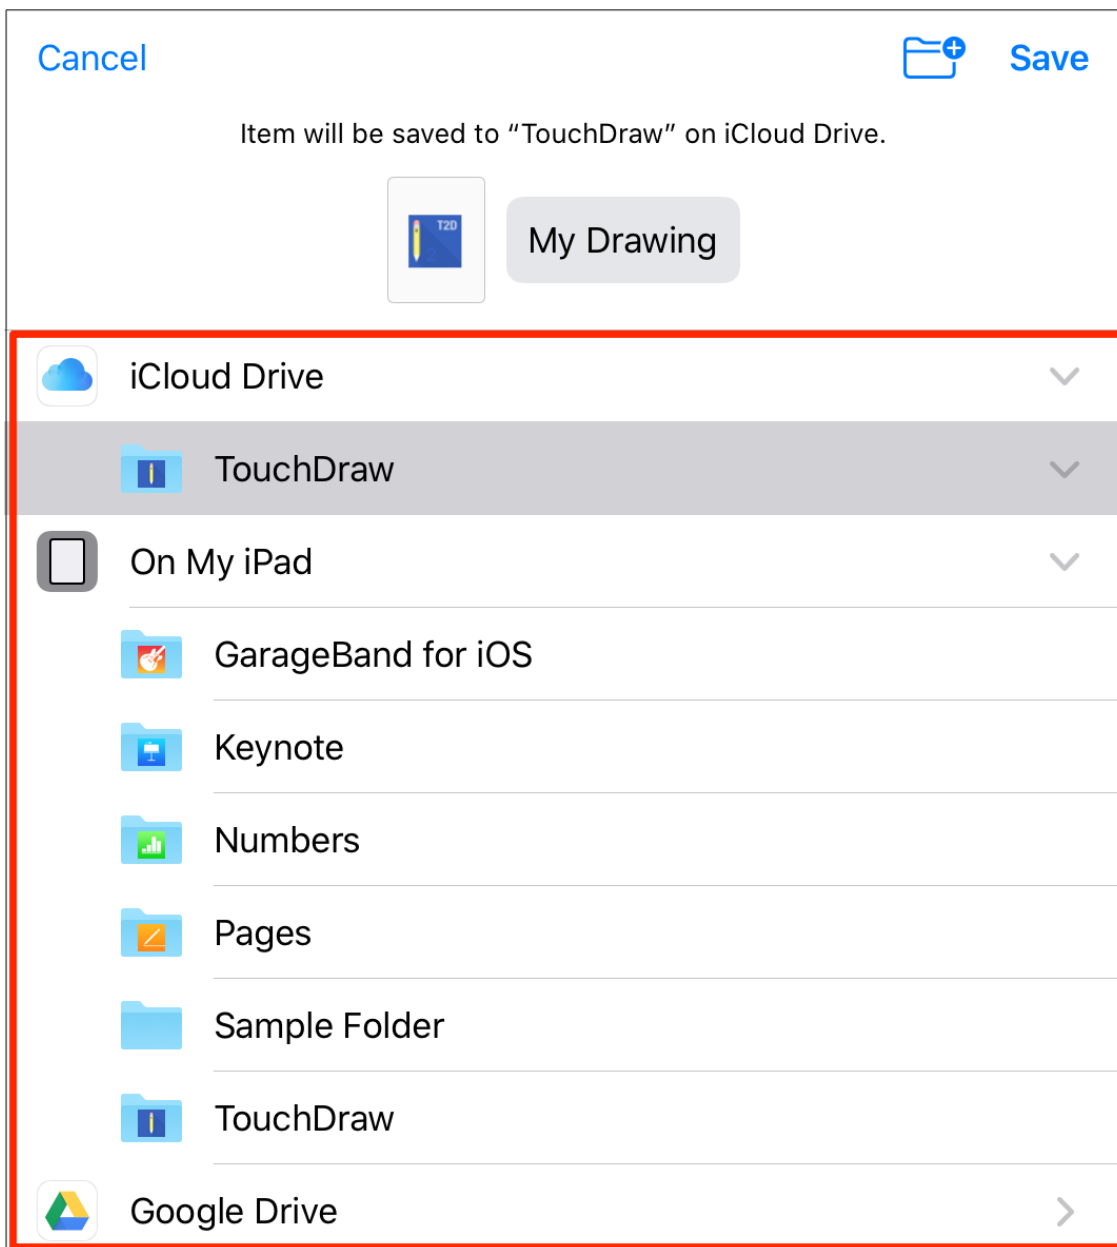 Cancel
Save
Item will be saved to “TouchDraw” on iCloud Drive.
T2D
My Drawing
iCloud Drive
TouchDraw
On My iPad
GarageBand for iOS
Keynote
Numbers
Pages
Sample Folder
TouchDraw
Google Drive